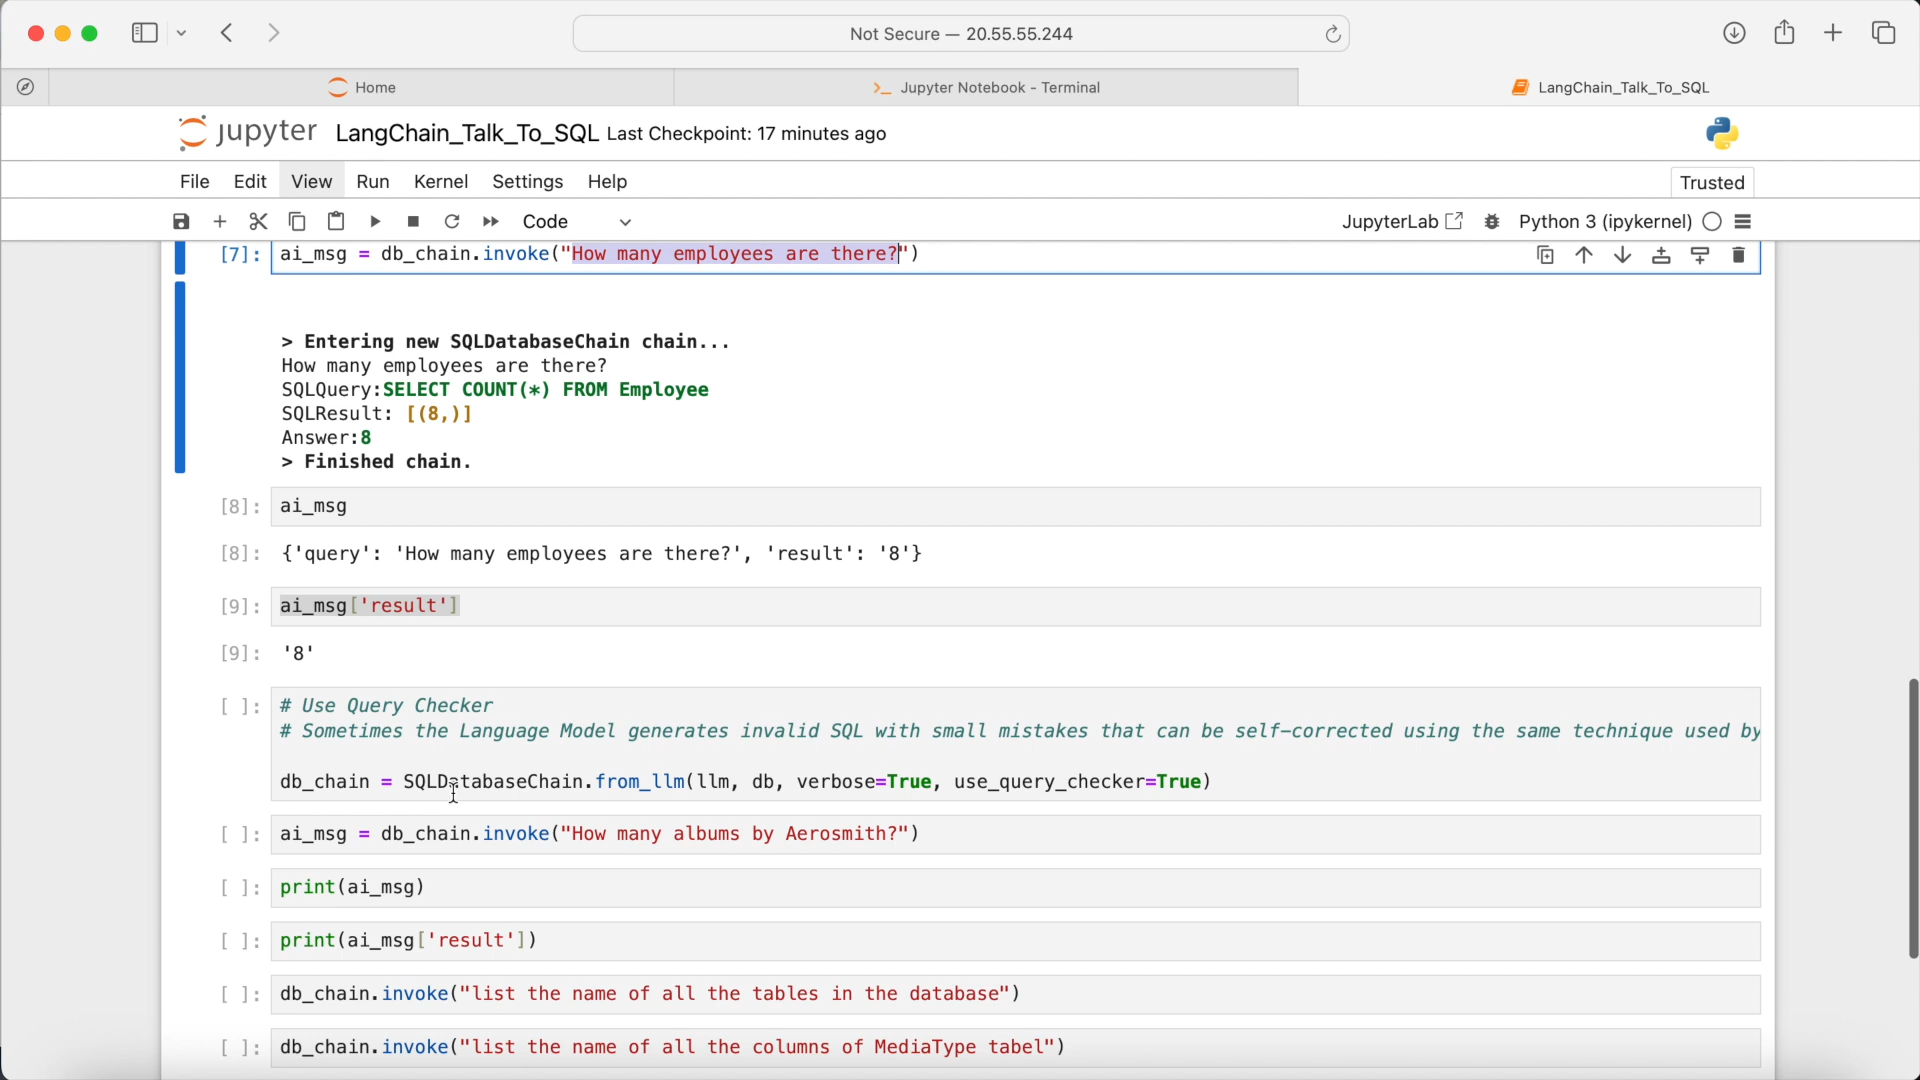 Not Secure — 20.55.55.244
Home
Jupyter Notebook - Terminal
LangChain_Talk_To_SQL
jupyter LangChain_Talk_To_SQL Last Checkpoint: 17 minutes ago
File Edit View Run Kernel Settings Help
Trusted
Code
JupyterLab Python 3 (ipykernel)
[7]: ai_msg = db_chain.invoke("How many employees are there?")
> Entering new SQLDatabaseChain chain...
How many employees are there?
SQLQuery:SELECT COUNT(*) FROM Employee
SQLResult: [(8,)]
Answer:8
> Finished chain.
[8]: ai_msg
[8]: {'query': 'How many employees are there?', 'result': '8'}
[9]: ai_msg['result']
[9]: '8'
[ ]: # Use Query Checker
# Sometimes the Language Model generates invalid SQL with small mistakes that can be self-corrected using the same technique used by
db_chain = SQLDatabaseChain.from_llm(llm, db, verbose=True, use_query_checker=True)
[ ]: ai_msg = db_chain.invoke("How many albums by Aerosmith?")
[ ]: print(ai_msg)
[ ]: print(ai_msg['result'])
[ ]: db_chain.invoke("list the name of all the tables in the database")
[ ]: db_chain.invoke("list the name of all the columns of MediaType tabel")